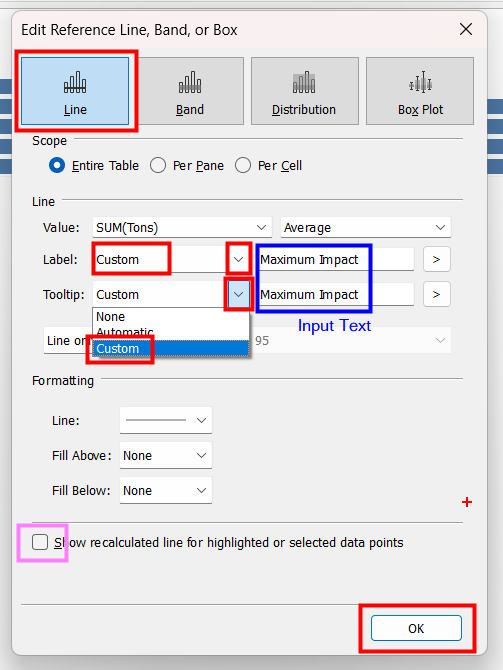 Edit Reference Line, Band, or Box
Line Band Distribution Box Plot
Scope
Entire Table Per Pane Per Cell
Line
Value: SUM(Tons) Average
Label: Custom Maximum Impact >
Tooltip: Custom Maximum Impact >
None
Input Text
Automatic
Line on 95
Custom
Formatting
Line:
Fill Above: None
Fill Below: None
Show recalculated line for highlighted or selected data points
OK